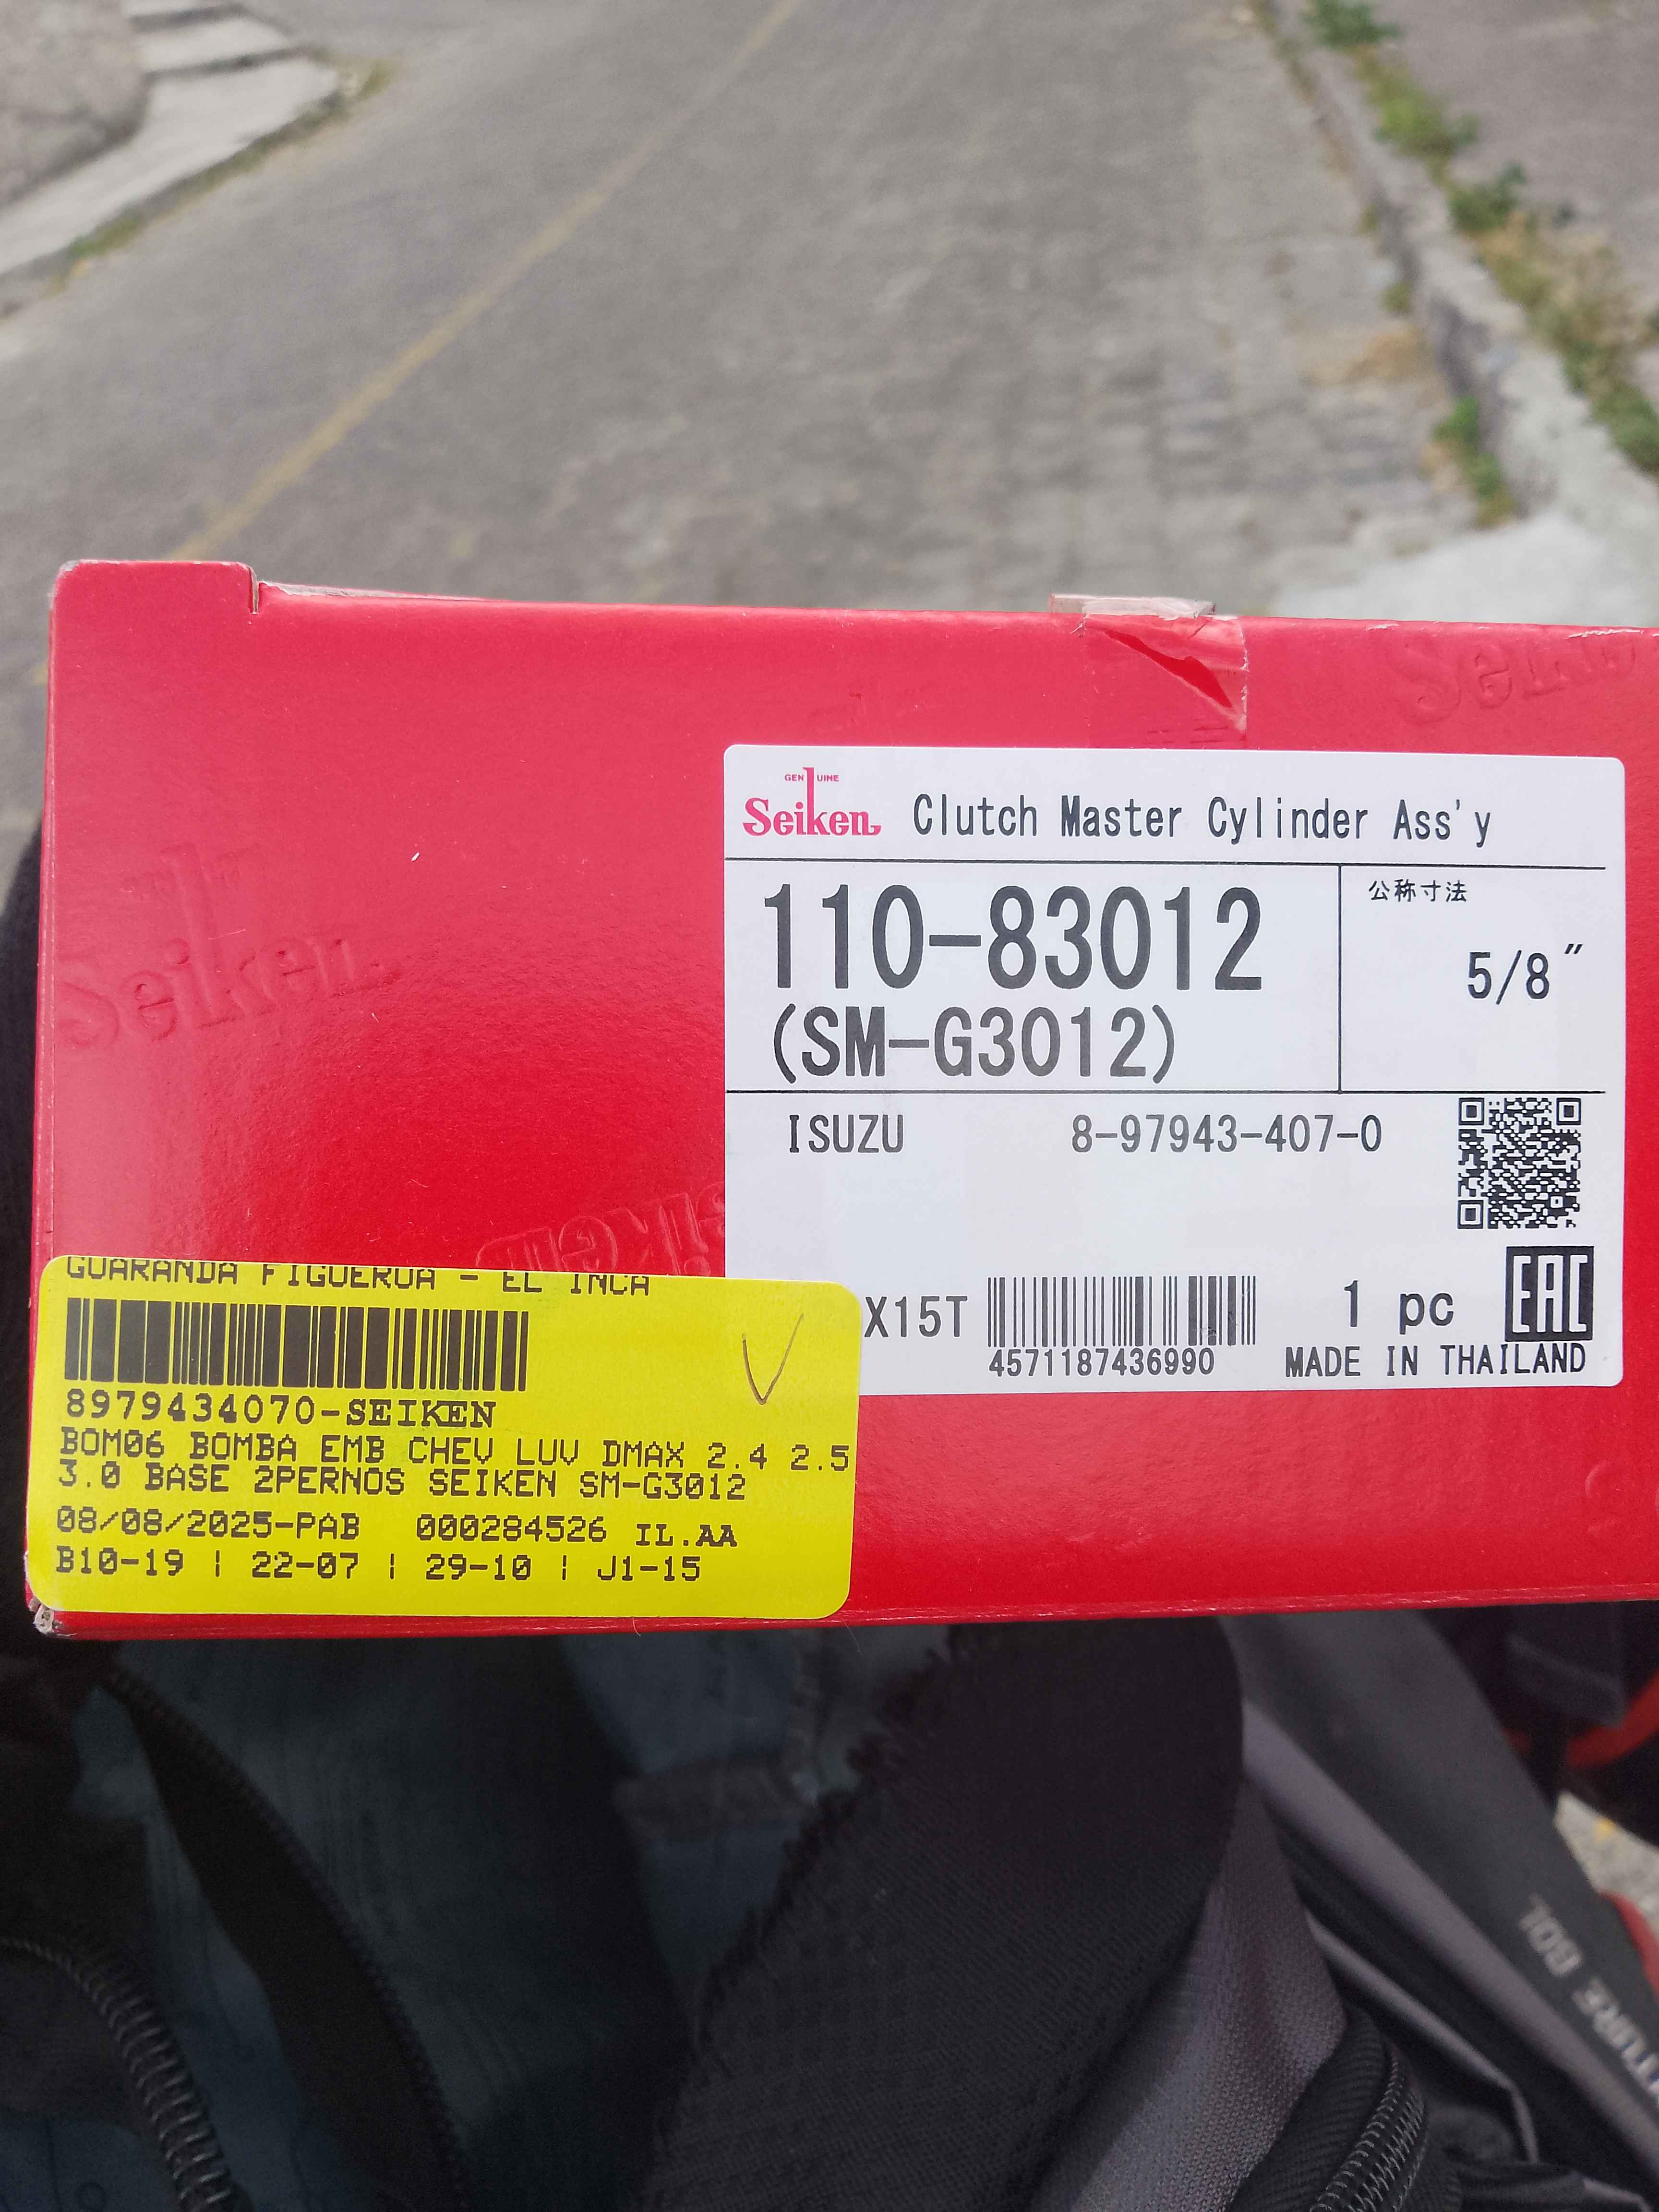 Seiken
Seiken
Seiken
GENUINE
Seiken Clutch Master Cylinder Ass'y
110-83012
(SM-G3012)
公称寸法
5/8"
ISUZU 8-97943-407-0
X15T
4571187436990
1 pc
EAC
MADE IN THAILAND
GUARANDA FIGUEROA - EL INCA
8979434070-SEIKEN
BOM06 BOMBA EMB CHEV LUV DMAX 2.4 2.5
3.0 BASE 2PERNOS SEIKEN SM-G3012
08/08/2025-PAB 000284526 IL.AA
B10-19 | 22-07 | 29-10 | J1-15